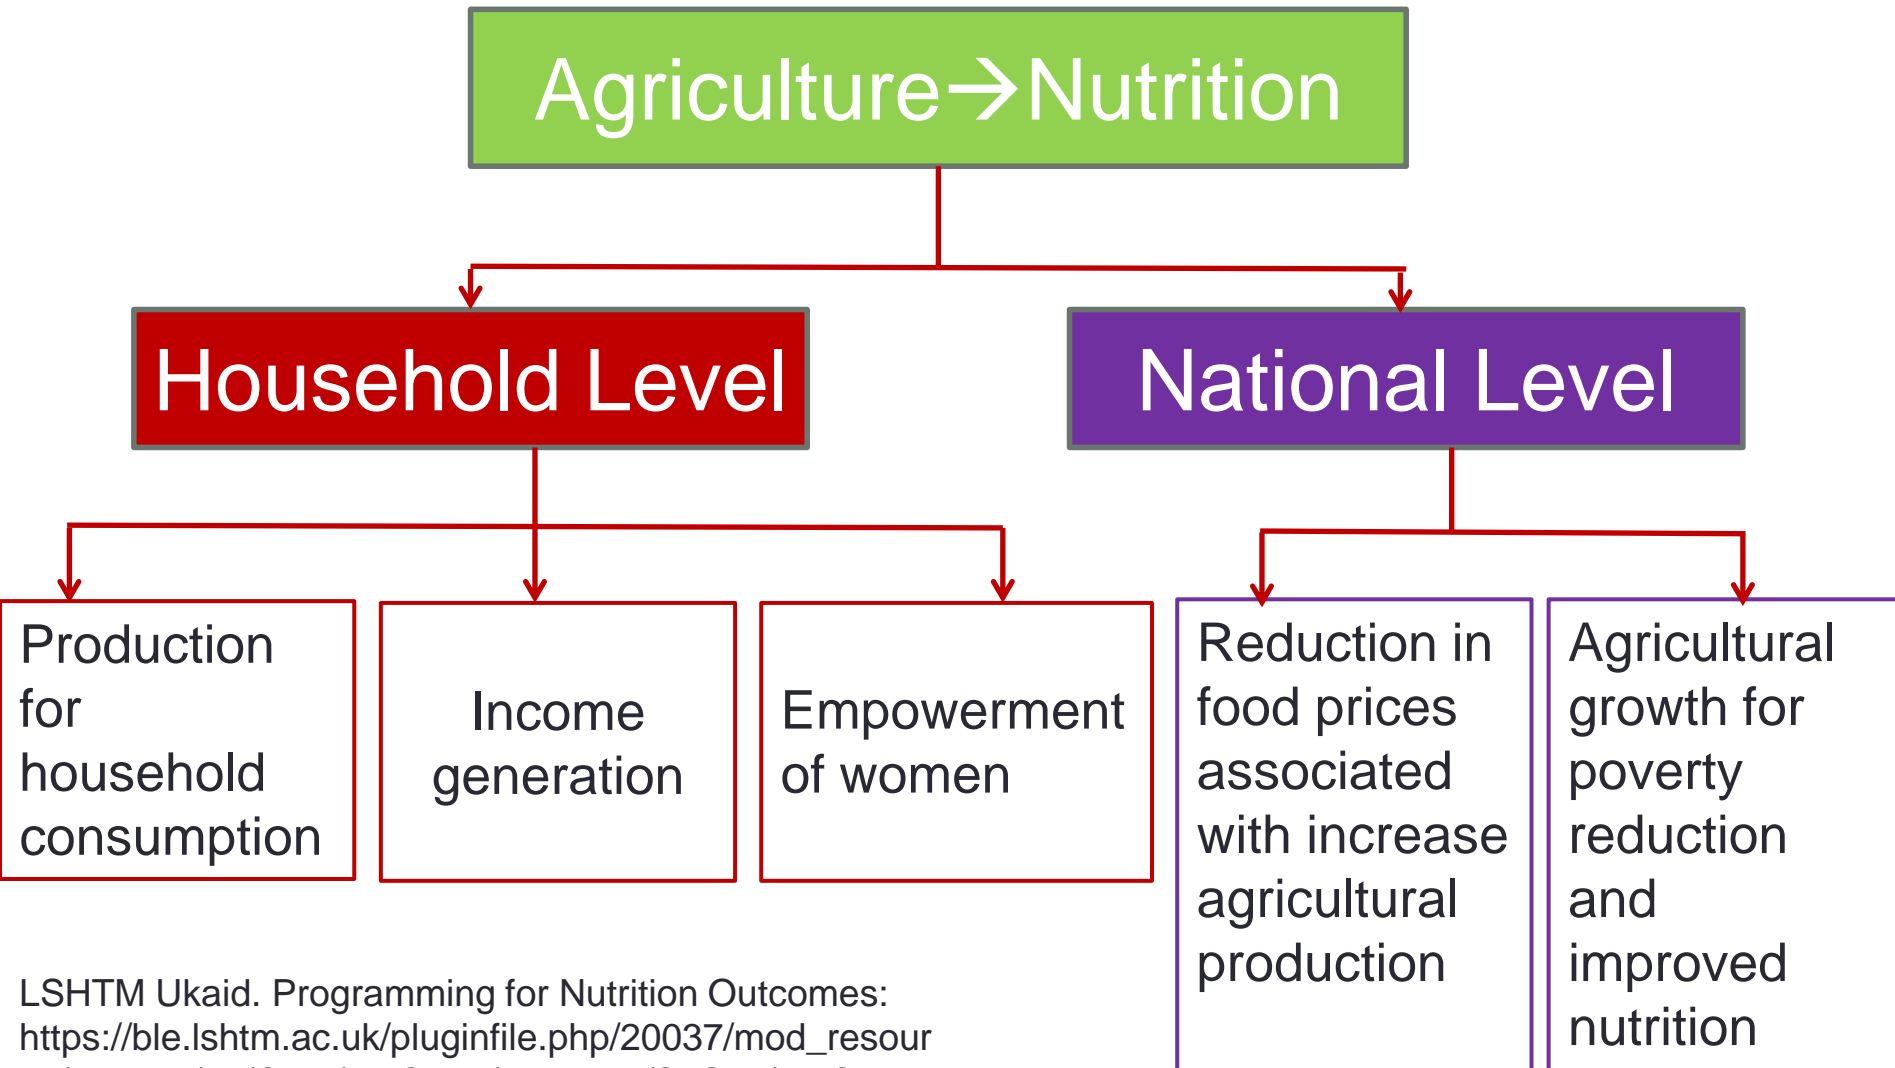 Agriculture→Nutrition
Household Level
National Level
Production
for
household
consumption
Income
generation
Empowerment
of women
Reduction in
food prices
associated
with increase
agricultural
production
Agricultural
growth for
poverty
reduction
and
improved
nutrition
LSHTM Ukaid. Programming for Nutrition Outcomes:
https://ble.lshtm.ac.uk/pluginfile.php/20037/mod_resour